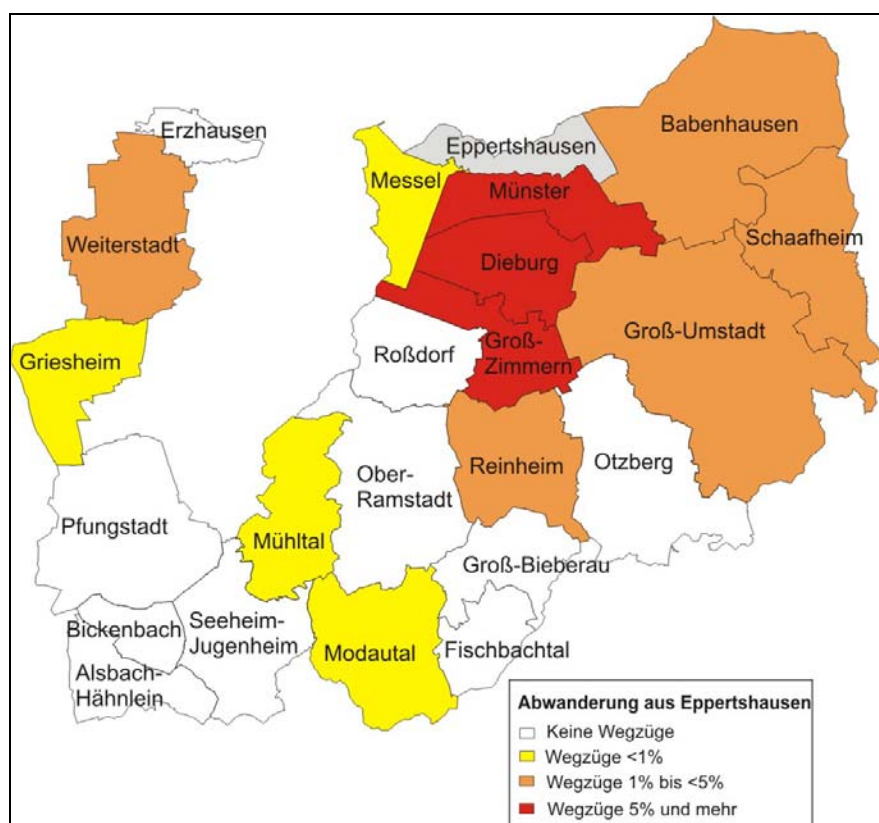 Erzhausen
Babenhausen
Eppertshausen
Messel
Münster
Weiterstadt
Schaafheim
Dieburg
Groß-Umstadt
Griesheim
Roßdorf
Groß-
Zimmern
Ober-
Ramstadt
Reinheim
Otzberg
Pfungstadt
Mühltal
Groß-Bieberau
Bickenbach
Seeheim-
Jugenheim
Modautal
Fischbachtal
Alsbach-
Hähnlein
Abwanderung aus Eppertshausen
Keine Wegzüge
Wegzüge <1%
Wegzüge 1% bis <5%
Wegzüge 5% und mehr